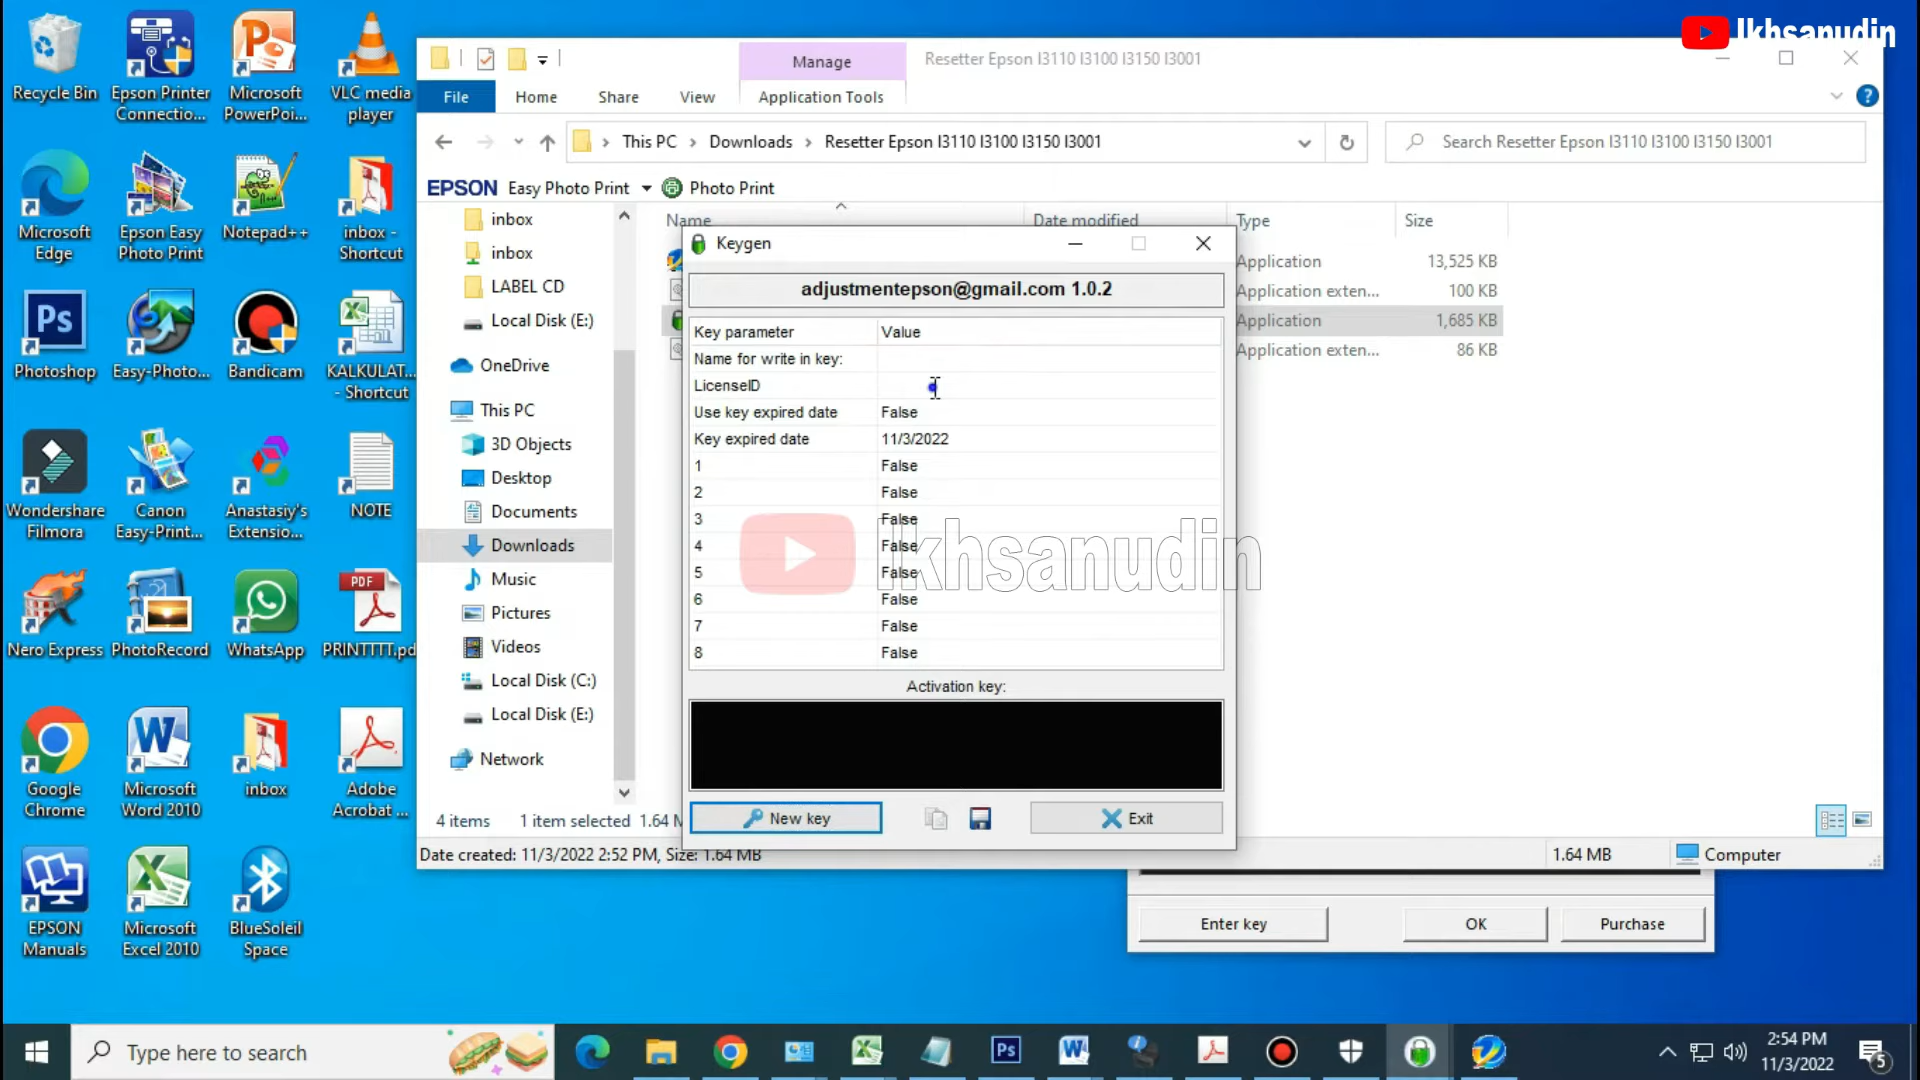 Recycle Bin
Epson Printer Connectio...
Microsoft PowerPoi...
VLC media player
Microsoft Edge
Epson Easy Photo Print
Notepad++
inbox - Shortcut
Ps
Photoshop
Easy-Photo...
Bandicam
KALKULAT... - Shortcut
Wondershare Filmora
Canon Easy-Print...
Anastasiy's Extensio...
NOTE
Nero Express
PhotoRecord
WhatsApp
PDF
PRINTTTT.pd
Google Chrome
Microsoft Word 2010
inbox
Adobe Acrobat ...
EPSON Manuals
Microsoft Excel 2010
BlueSoleil Space
Ikhsanudin
Manage
Resetter Epson l3110 l3100 l3150 l3001
File
Home
Share
View
Application Tools
This PC
Downloads
Resetter Epson l3110 l3100 l3150 l3001
Search Resetter Epson l3110 l3100 l3150 l3001
EPSON Easy Photo Print
Photo Print
inbox
inbox
LABEL CD
Local Disk (E:)
OneDrive
This PC
3D Objects
Desktop
Documents
Downloads
Music
Pictures
Videos
Local Disk (C:)
Local Disk (E:)
Network
Name
Date modified
Type
Size
Application 13,525 KB
Application exten... 100 KB
Application 1,685 KB
Application exten... 86 KB
Keygen
adjustmentepson@gmail.com 1.0.2
Key parameter Value
Name for write in key:
LicenseID
Use key expired date False
Key expired date 11/3/2022
1 False
2 False
3 False
4 False
5 False
6 False
7 False
8 False
Ikhsanudin
Activation key:
New key
Exit
4 items
1 item selected 1.64 M
Date created: 11/3/2022 2:52 PM, Size: 1.64 MB
1.64 MB
Computer
Enter key
OK
Purchase
Type here to search
Ps
2:54 PM
11/3/2022
5